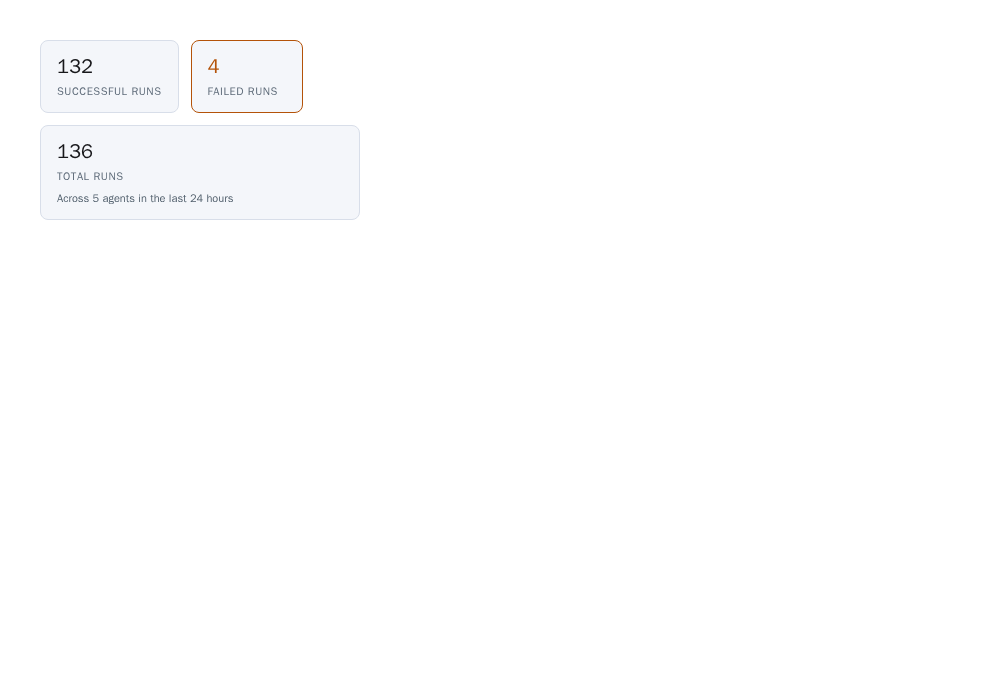 132
SUCCESSFUL RUNS
4
FAILED RUNS
136
TOTAL RUNS
Across 5 agents in the last 24 hours